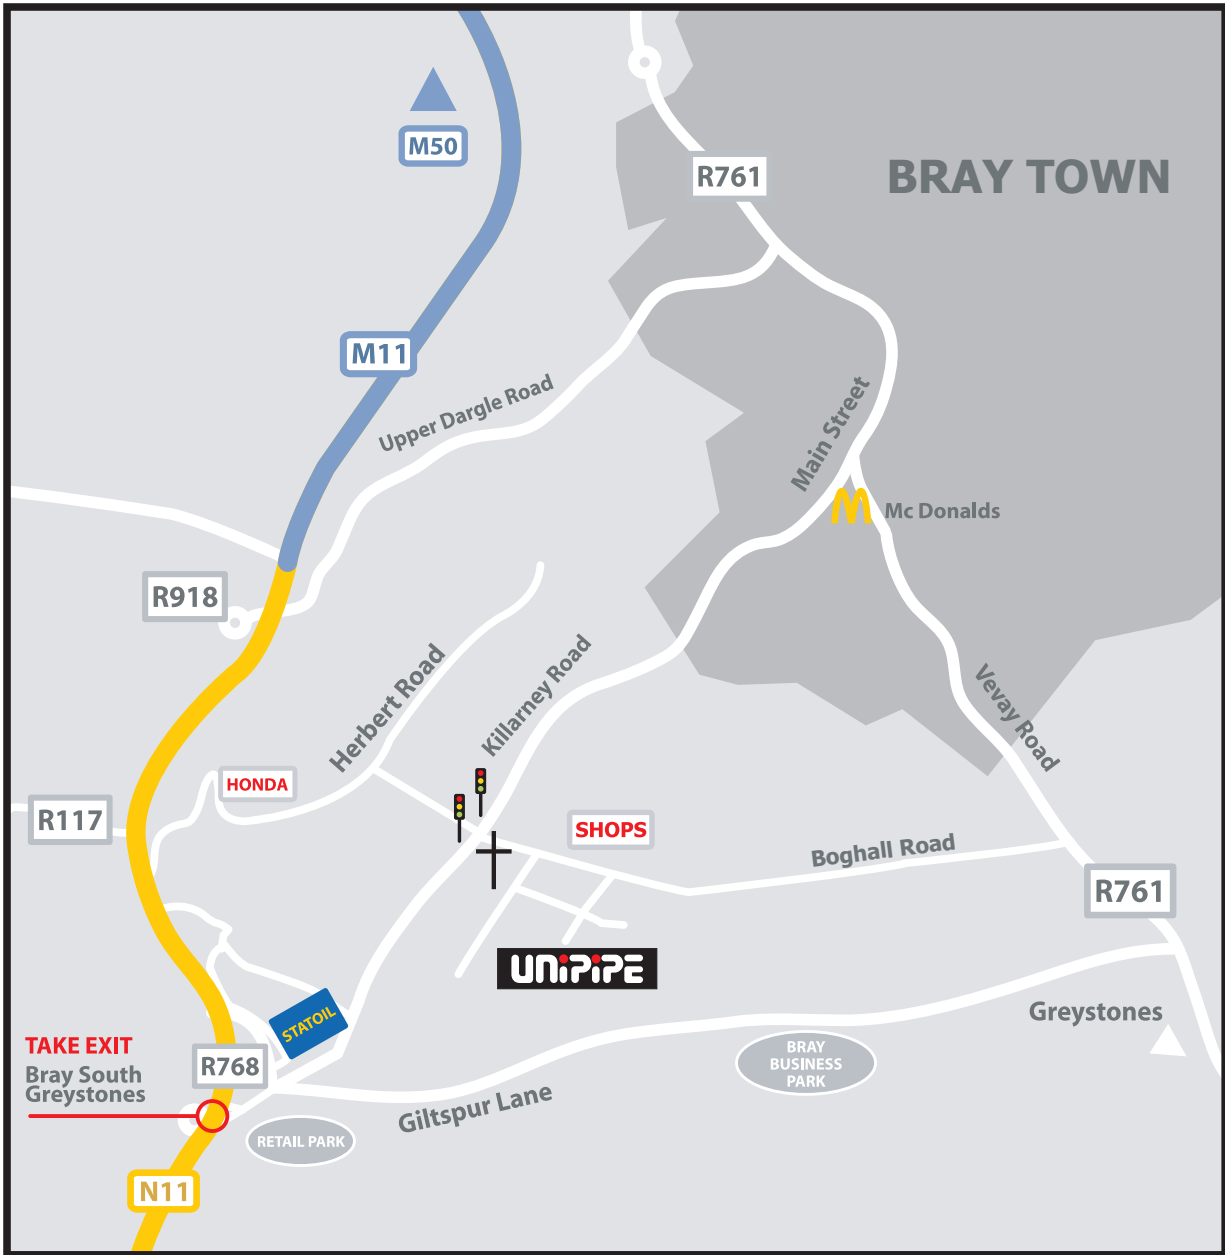 M50
R761
BRAY TOWN
M11
Upper Dargle Road
Main Street
Mc Donalds
R918
Herbert Road
Killarney Road
Vevay Road
HONDA
R117
SHOPS
Boghall Road
R761
UNIPIPE
STATOIL
Greystones
TAKE EXIT
Bray South
Greystones
R768
BRAY
BUSINESS
PARK
Giltspur Lane
RETAIL PARK
N11